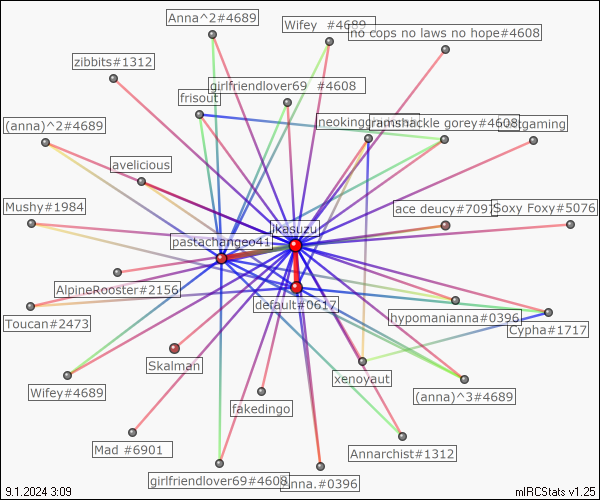 Anna^2#4689
Wifey  #4689
no cops no laws no hope#4608
zibbits#1312
girlfriendlover69  #4608
frisout
(anna)^2#4689
ramshackle gorey#4608
avelicious
Mushy#1984
ace deucy#7091
Soxy Foxy#5076
jkasuzu
pastachangeo41
AlpineRooster#2156
default#0617
Toucan#2473
hypomanianna#0396
Cypha#1717
Skalman
xenoyaut
Wifey#4689
fakedingo
(anna)^3#4689
Mad #6901
Annarchist#1312
girlfriendlover69#4608
Anna.#0396
9.1.2024 3:09
mIRCStats v1.25